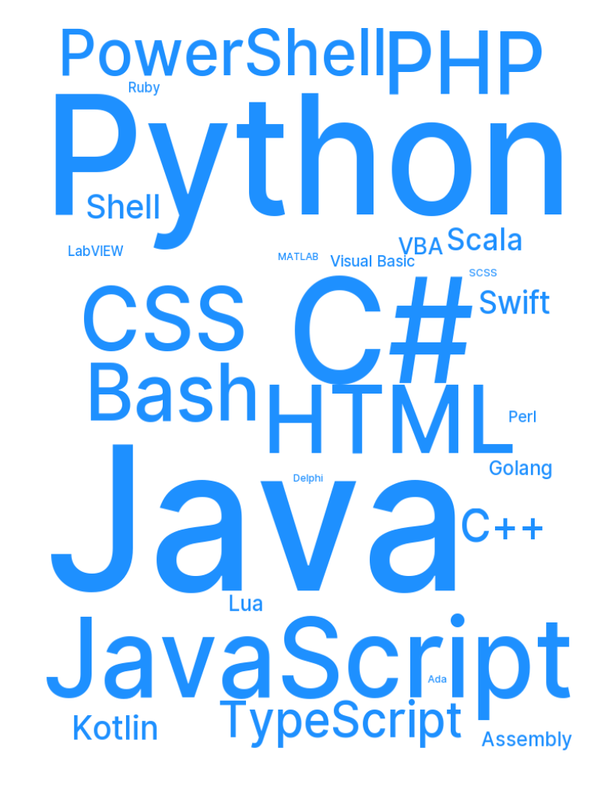 PowerShell
PHP
Ruby
Python
Shell
LabVIEW
MATLAB
Visual Basic
VBA
Scala
SCSS
CSS
C#
Swift
Bash
HTML
Perl
Golang
Java
Delphi
C++
Lua
JavaScript
Ada
Kotlin
TypeScript
Assembly